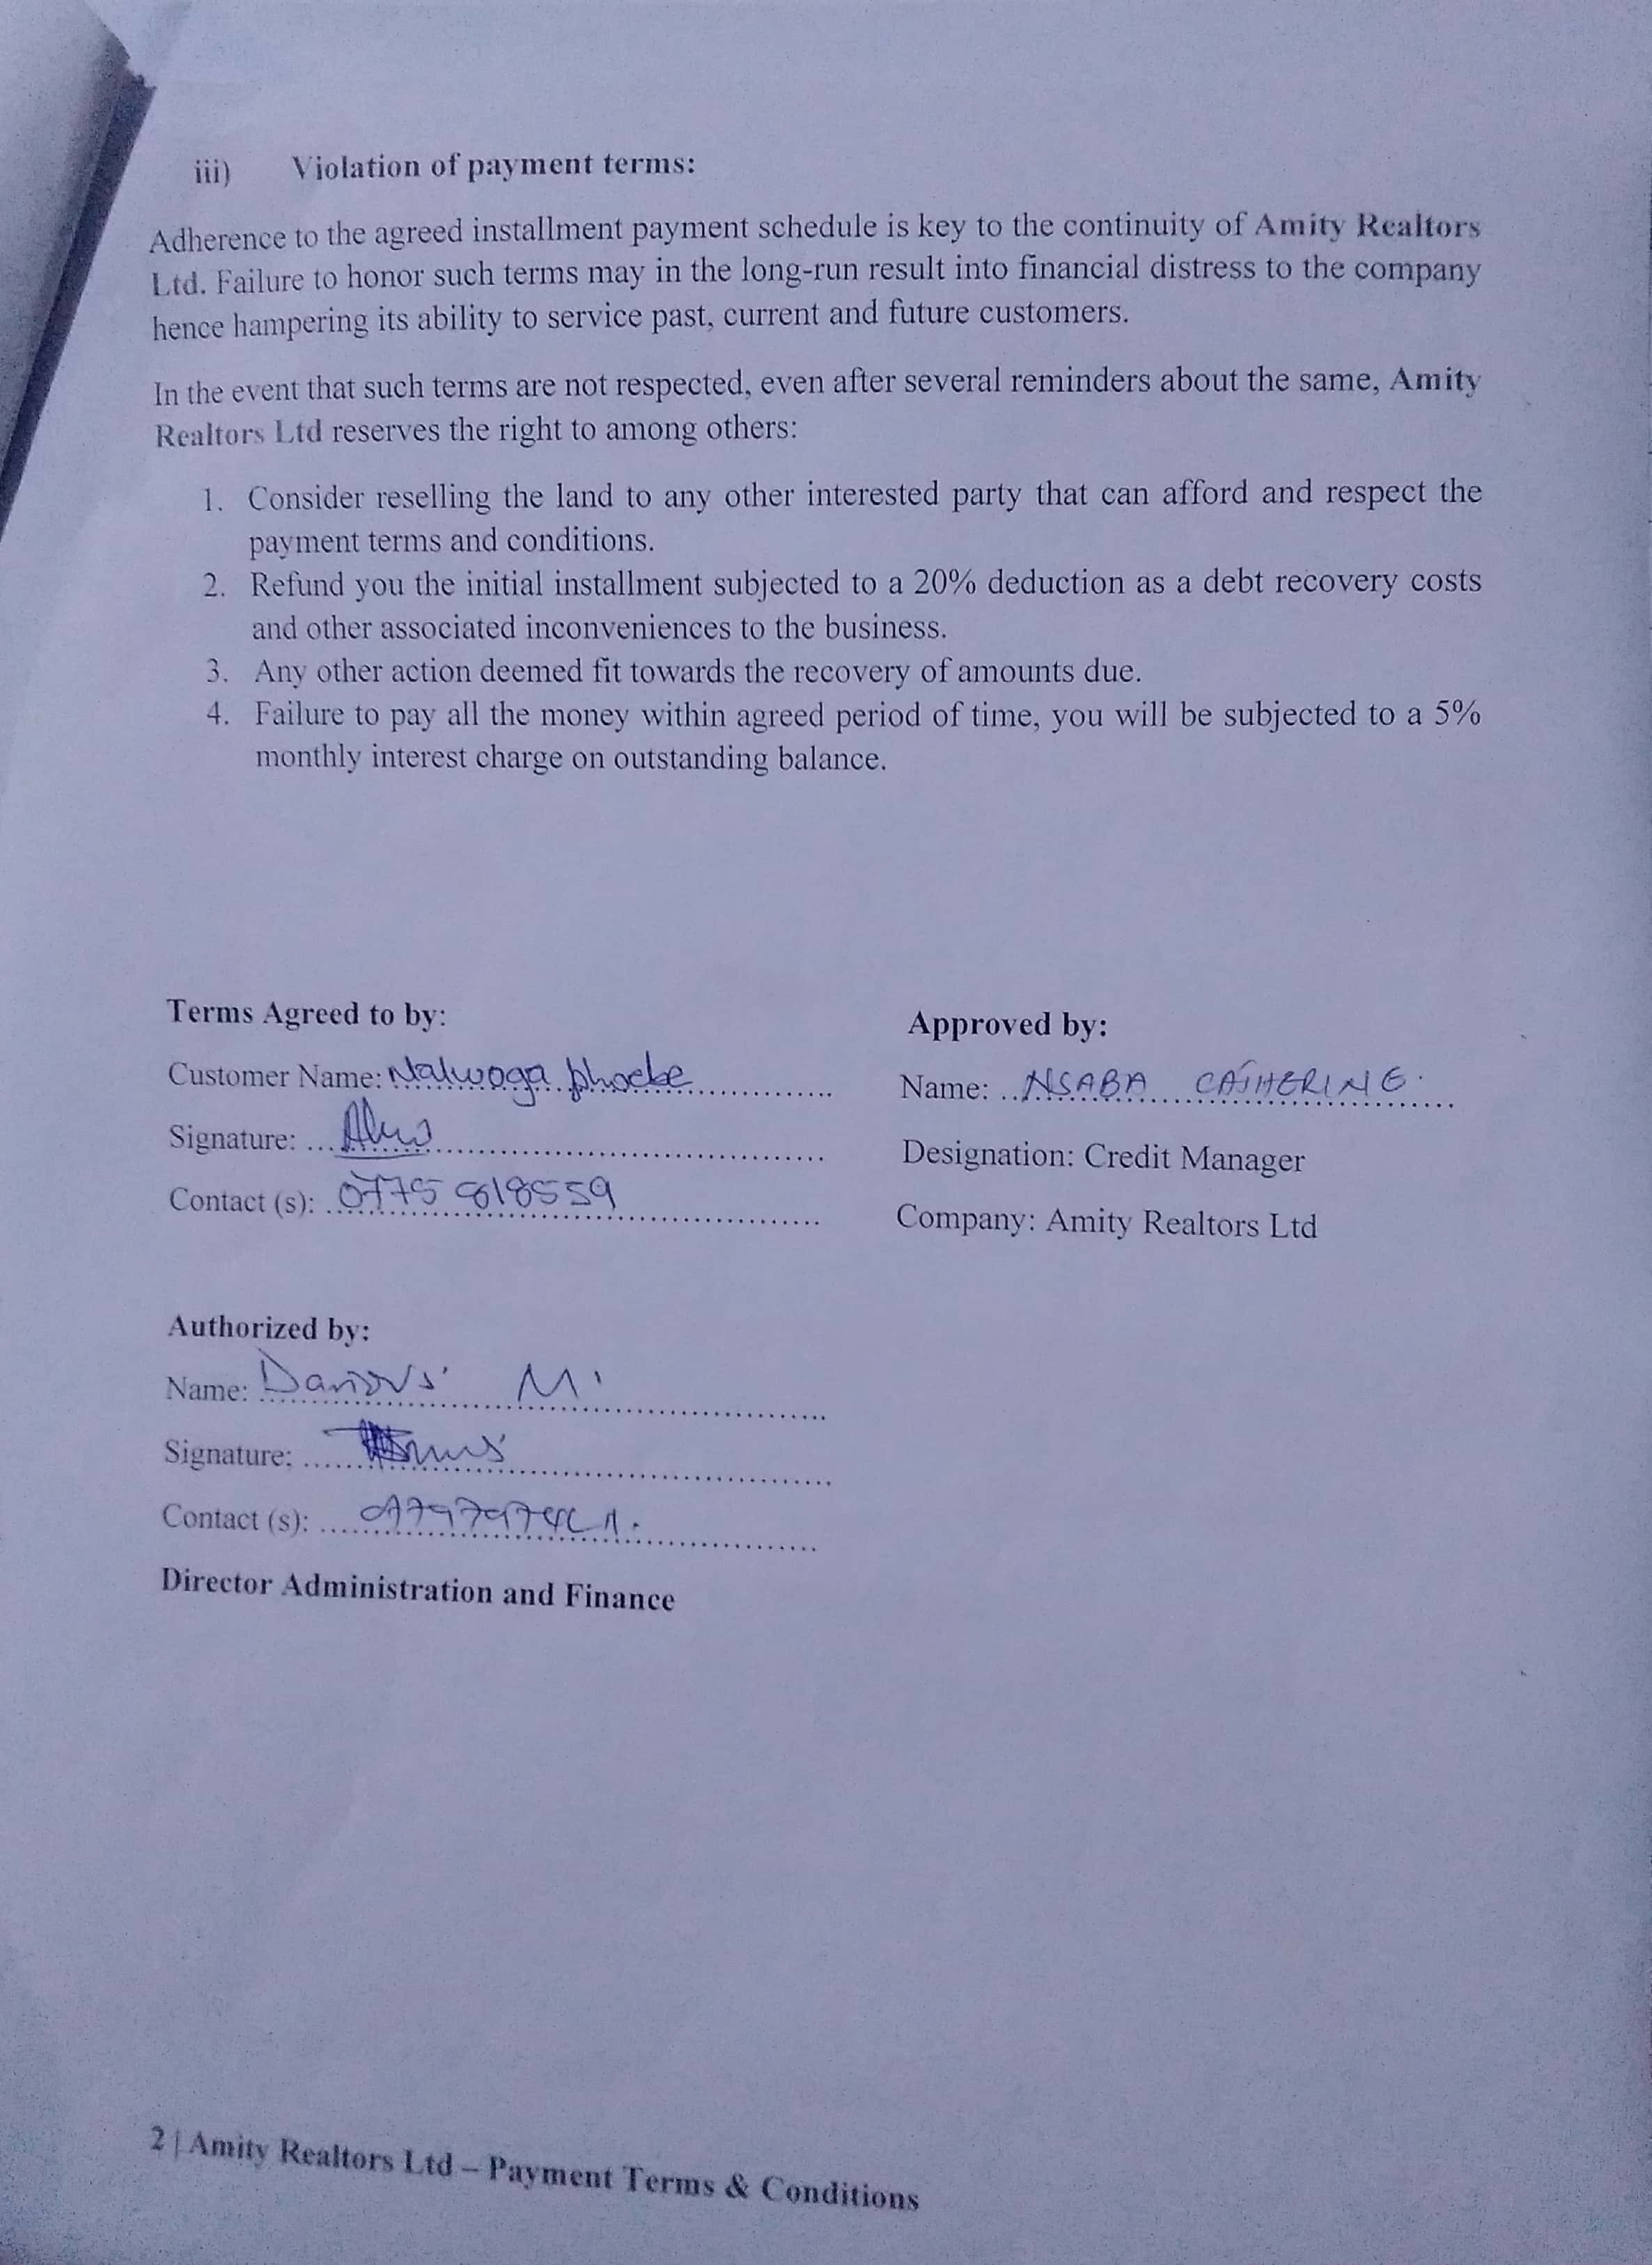 iii) Violation of payment terms:
Adherence to the agreed installment payment schedule is key to the continuity of Amity Realtors
Ltd. Failure to honor such terms may in the long-run result into financial distress to the company
hence hampering its ability to service past, current and future customers.
In the event that such terms are not respected, even after several reminders about the same, Amity
Realtors Ltd reserves the right to among others:
1. Consider reselling the land to any other interested party that can afford and respect the
payment terms and conditions.
2. Refund you the initial installment subjected to a 20% deduction as a debt recovery costs
and other associated inconveniences to the business.
3. Any other action deemed fit towards the recovery of amounts due.
4. Failure to pay all the money within agreed period of time, you will be subjected to a 5%
monthly interest charge on outstanding balance.
Terms Agreed to by:
Customer Name: Nalwoga phoebe
Signature:
Contact (s): 0775 818559
Approved by:
Name: NSABA CATHERINE.
Designation: Credit Manager
Company: Amity Realtors Ltd
Authorized by:
Name: M.
Signature:
Contact (s):
Director Administration and Finance
2 | Amity Realtors Ltd – Payment Terms & Conditions